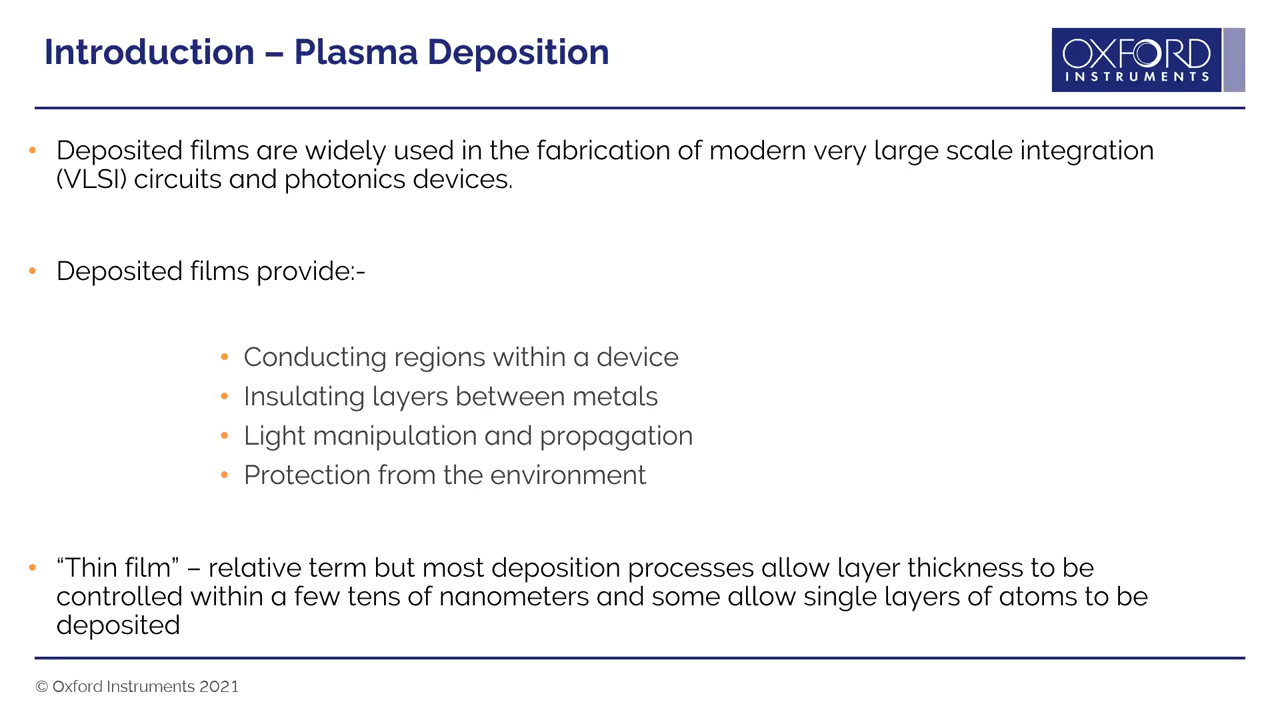 Introduction – Plasma Deposition
OXFORD
INSTRUMENTS
• Deposited films are widely used in the fabrication of modern very large scale integration
(VLSI) circuits and photonics devices.
• Deposited films provide:-
• Conducting regions within a device
• Insulating layers between metals
• Light manipulation and propagation
• Protection from the environment
• “Thin film” – relative term but most deposition processes allow layer thickness to be
controlled within a few tens of nanometers and some allow single layers of atoms to be
deposited
© Oxford Instruments 2021